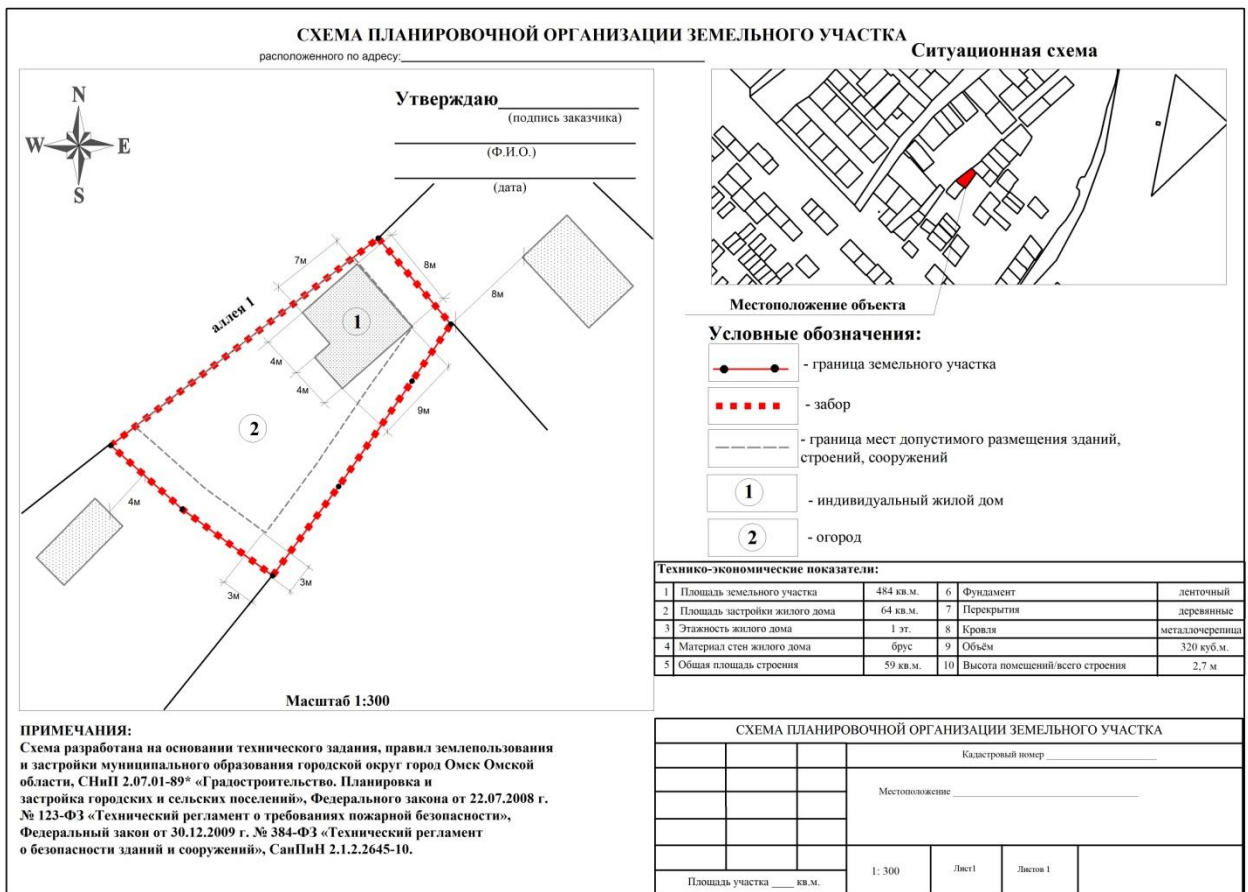 СХЕМА ПЛАНИРОВОЧНОЙ ОРГАНИЗАЦИИ ЗЕМЕЛЬНОГО УЧАСТКА
расположенного по адресу:
Ситуационная схема
N
W E
S
Утверждаю
(подпись заказчика)
(Ф.И.О.)
(дата)
7м
8м
8м
аллея 1
1
4м
4м
9м
2
4м
3м
3м
Масштаб 1:300
Местоположение объекта
Условные обозначения:
- граница земельного участка
- забор
- граница мест допустимого размещения зданий,
строений, сооружений
1 - индивидуальный жилой дом
2 - огород
Технико-экономические показатели:
1 Площадь земельного участка 484 кв.м. 6 Фундамент ленточный
2 Площадь застройки жилого дома 64 кв.м. 7 Перекрытия деревянные
3 Этажность жилого дома 1 эт. 8 Кровля металлочерепица
4 Материал стен жилого дома брус 9 Объём 320 куб.м.
5 Общая площадь строения 59 кв.м. 10 Высота помещений/всего строения 2,7 м
ПРИМЕЧАНИЯ:
Схема разработана на основании технического задания, правил землепользования
и застройки муниципального образования городской округ город Омск Омской
области, СНиП 2.07.01-89* «Градостроительство. Планировка и
застройка городских и сельских поселений», Федерального закона от 22.07.2008 г.
№ 123-ФЗ «Технический регламент о требованиях пожарной безопасности»,
Федеральный закон от 30.12.2009 г. № 384-ФЗ «Технический регламент
о безопасности зданий и сооружений», СанПиН 2.1.2.2645-10.
СХЕМА ПЛАНИРОВОЧНОЙ ОРГАНИЗАЦИИ ЗЕМЕЛЬНОГО УЧАСТКА
Кадастровый номер
Местоположение
1: 300 Лист1 Листов 1
Площадь участка ____ кв.м.